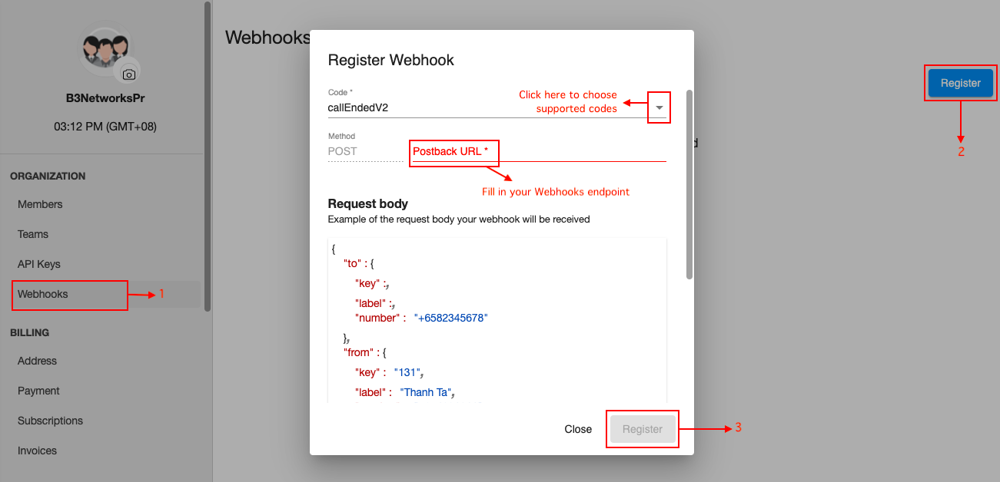 B3NetworksPr
03:12 PM (GMT+08)
ORGANIZATION
Members
Teams
API Keys
Webhooks
1
BILLING
Address
Payment
Subscriptions
Invoices
Webhooks
Register
2
Register Webhook
Code *
callEndedV2
Click here to choose
supported codes
Method
POST
Postback URL *
Fill in your Webhooks endpoint
Request body
Example of the request body your webhook will be received
{
"to" : {
"key" :,
"label" :,
"number" : "+6582345678"
},
"from" : {
"key" : "131",
"label" : "Thanh Ta",
Close
Register
3